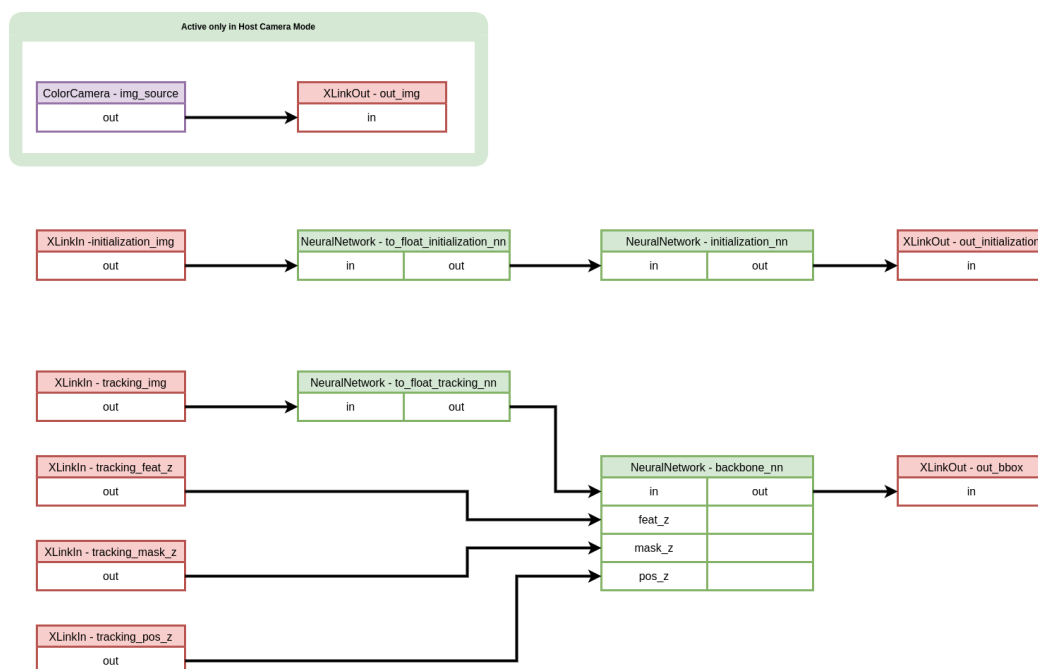 Active only in Host Camera Mode
ColorCamera - img_source
XLinkOut - out_img
out
in
XLinkIn -initialization_img
NeuralNetwork - to_float_initialization_nn
NeuralNetwork - initialization_nn
XLinkOut - out_initialization
out
in
out
in
out
in
XLinkIn - tracking_img
NeuralNetwork - to_float_tracking_nn
out
in
out
XLinkIn - tracking_feat_z
NeuralNetwork - backbone_nn
XLinkOut - out_bbox
out
in
out
in
feat_z
XLinkIn - tracking_mask_z
mask_z
out
pos_z
XLinkIn - tracking_pos_z
out